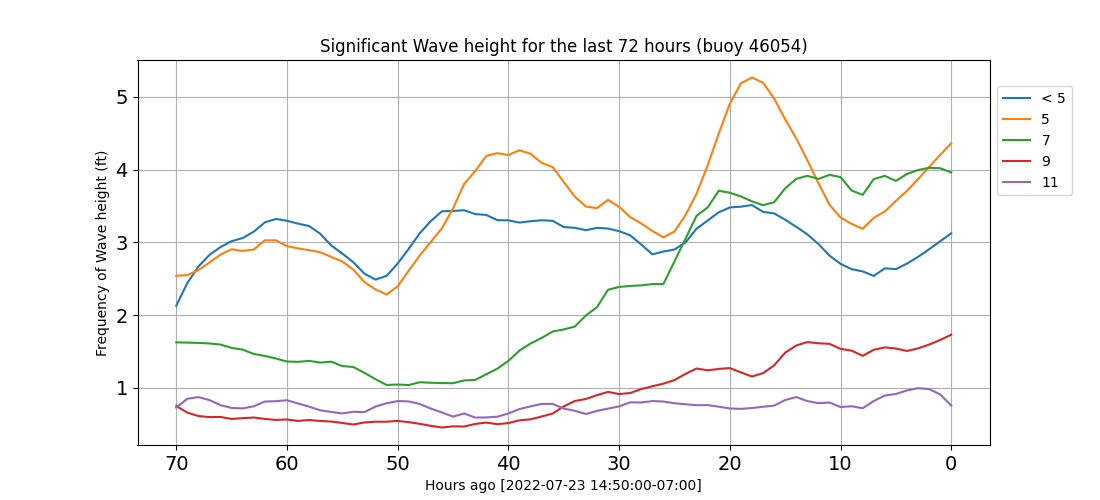 Significant Wave height for the last 72 hours (buoy 46054)
Frequency of Wave height (ft)
5
4
3
2
1
70 60 50 40 30 20 10 0
Hours ago [2022-07-23 14:50:00-07:00]
< 5
5
7
9
11